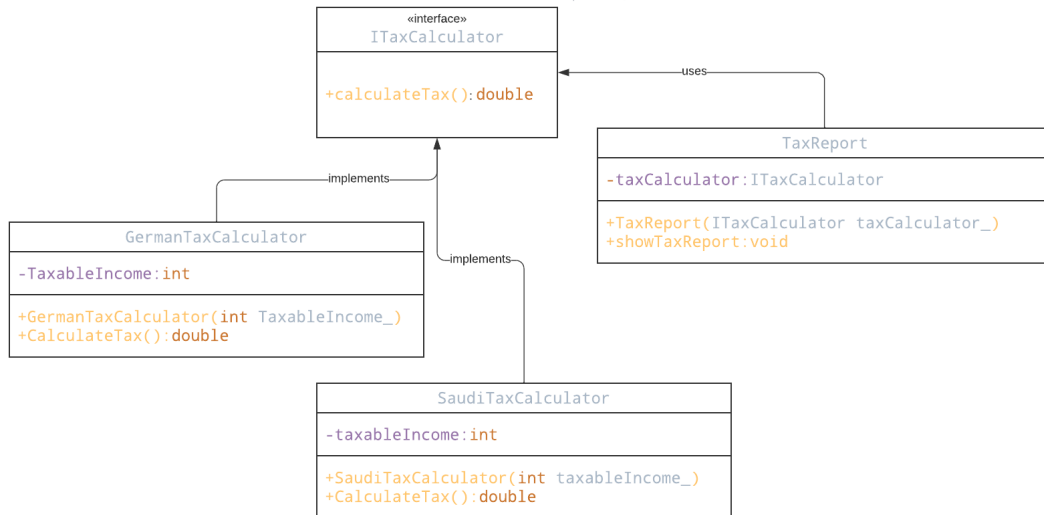 «interface»
ITaxCalculator
+calculateTax():double
uses
TaxReport
-taxCalculator:ITaxCalculator
+TaxReport(ITaxCalculator taxCalculator_)
+showTaxReport:void
implements
GermanTaxCalculator
-TaxableIncome:int
+GermanTaxCalculator(int TaxableIncome_)
+CalculateTax():double
implements
SaudiTaxCalculator
-taxableIncome:int
+SaudiTaxCalculator(int taxableIncome_)
+CalculateTax():double